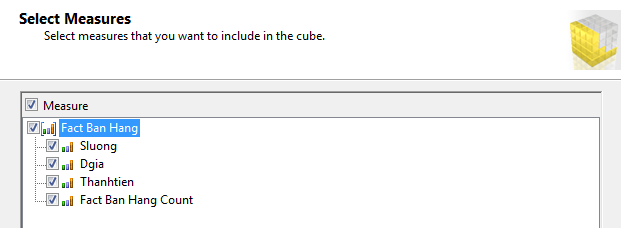 Select Measures
Select measures that you want to include in the cube.
Measure
Fact Ban Hang
Sluong
Dgia
Thanhtien
Fact Ban Hang Count